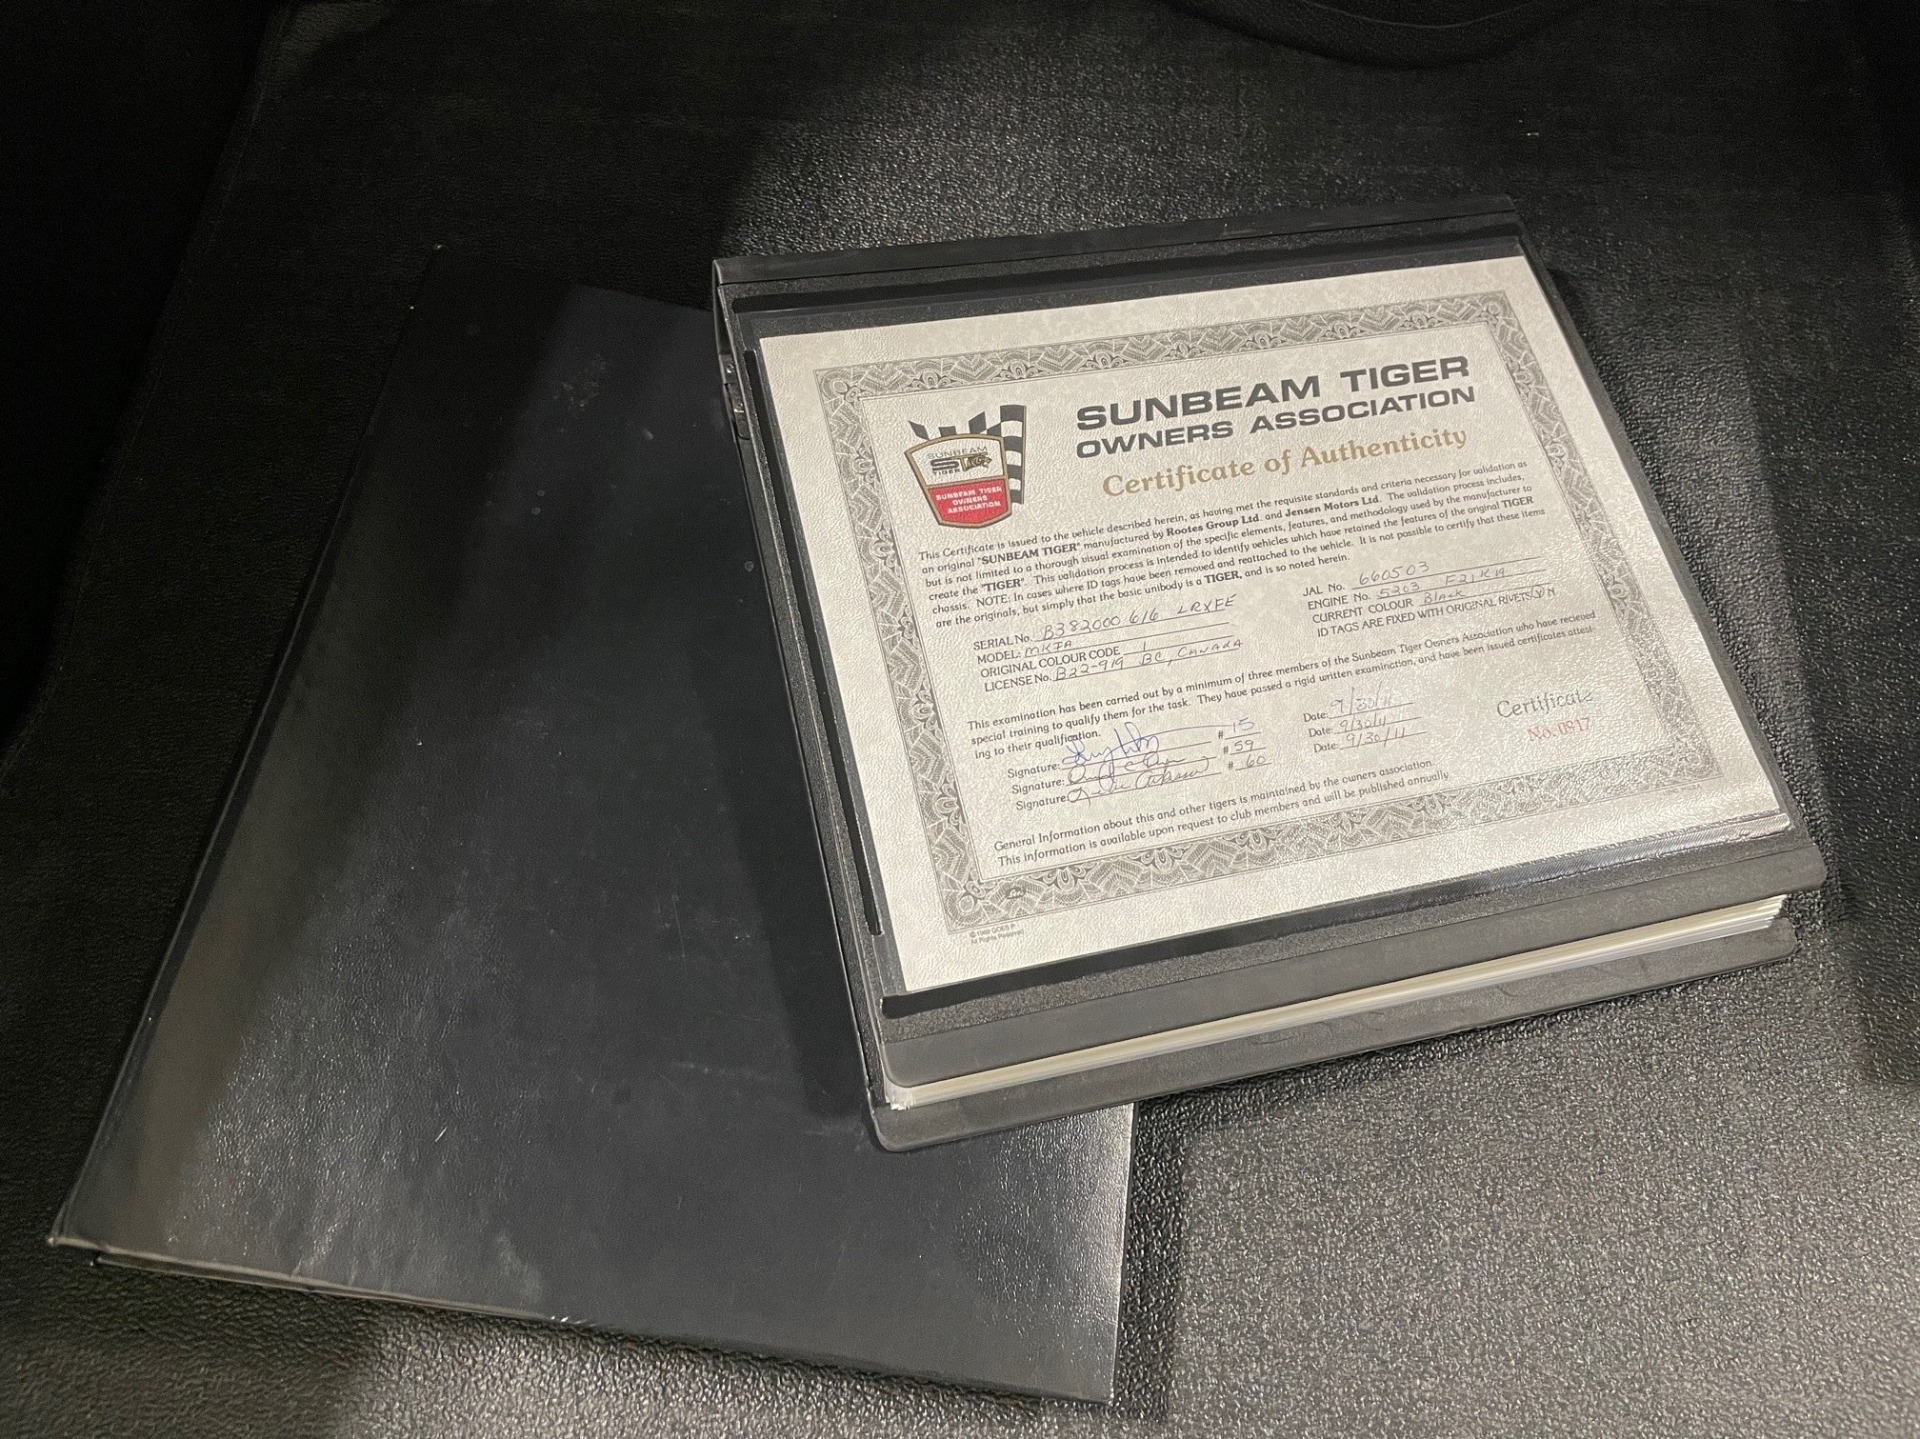 SUNBEAM TIGER
OWNERS ASSOCIATION
Certificate of Authenticity
SUNBEAM
TIGER
SUNBEAM TIGER
OWNERS
ASSOCIATION
This Certificate is issued to the vehicle described herein, as having met the requisite standards and criteria necessary for validation as
an original "SUNBEAM TIGER" manufactured by Rootes Group Ltd. and Jensen Motors Ltd. The validation process includes,
but is not limited to a thorough visual examination of the specific elements, features, and methodology used by the manufacturer to
create the "TIGER". This validation process is intended to identify vehicles which have retained the features of the original TIGER
chassis. NOTE: In cases where ID tags have been removed and reattached to the vehicle. It is not possible to certify that these items
are the originals, but simply that the basic unibody is a TIGER, and is so noted herein.
SERIAL No. B382000616 LRXFE
MODEL: MKIA
ORIGINAL COLOUR CODE 1
LICENSE No. B22-919 BC, CANADA
JAL No. 660503
ENGINE No. 5203 F21KA
CURRENT COLOUR Black
ID TAGS ARE FIXED WITH ORIGINAL RIVETS Y N
This examination has been carried out by a minimum of three members of the Sunbeam Tiger Owners Association who have recieved
special training to qualify them for the task. They have passed a rigid written examinction, and have been issued certificates attest-
ing to their qualification.
Signature: # 15 Date: 9/30/11
Signature: # 59 Date: 9/30/11
Signature: # 60 Date: 9/30/11
Certificate
No. 0817
General Information about this and other tigers is maintained by the owners association.
This information is available upon request to club members and will be published annually
All Rights Reserved